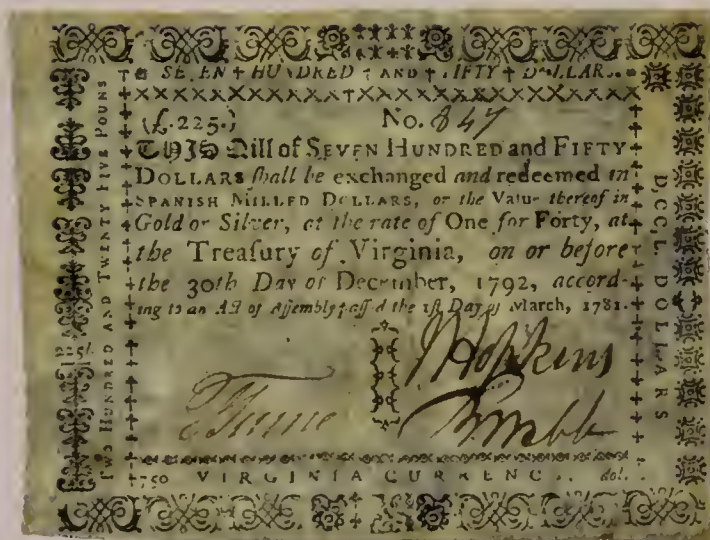 SEVEN HUNDRED AND FIFTY DOLLARS
(£.225.) No. 847
THIS Bill of SEVEN HUNDRED and FIFTY
DOLLARS ſhall be exchanged and redeemed in
SPANISH MILLED DOLLARS, or the Value thereof in
Gold or Silver, at the rate of One for Forty, at
the Treaſury of Virginia, on or before
the 30th Day of December, 1792, accord-
ing to an Act of Aſſembly paſſed the 1ſt Day of March, 1781.
J Hopkins
B Webb
750 VIRGINIA CURRENCY. dol.
TWO HUNDRED AND TWENTY FIVE POUNS
225l
D,CC,L. DOLLARS